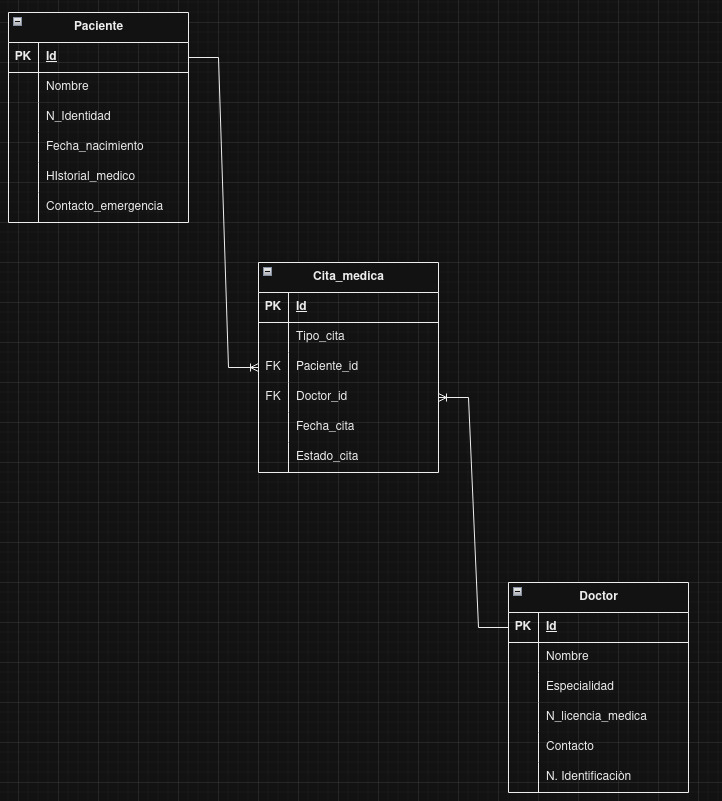 Paciente
PK Id
Nombre
N_Identidad
Fecha_nacimiento
HIstorial_medico
Contacto_emergencia
Cita_medica
PK Id
Tipo_cita
FK Paciente_id
FK Doctor_id
Fecha_cita
Estado_cita
Doctor
PK Id
Nombre
Especialidad
N_licencia_medica
Contacto
N. Identificaciòn